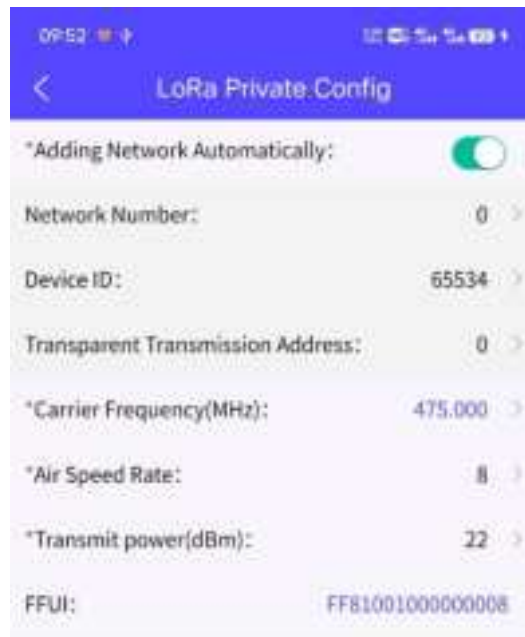 09:52
LoRa Private Config
*Adding Network Automatically:
Network Number: 0
Device ID: 65534
Transparent Transmission Address: 0
*Carrier Frequency(MHz): 475.000
*Air Speed Rate: 8
*Transmit power(dBm): 22
FFUI: FF81001000000008